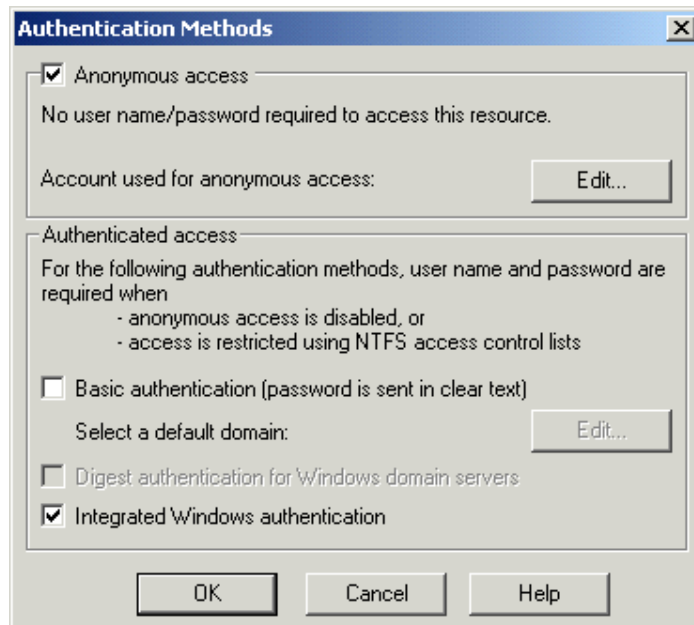 Authentication Methods
Anonymous access
No user name/password required to access this resource.
Account used for anonymous access:
Edit...
Authenticated access
For the following authentication methods, user name and password are
required when
- anonymous access is disabled, or
- access is restricted using NTFS access control lists
Basic authentication (password is sent in clear text)
Select a default domain:
Edit...
Digest authentication for Windows domain servers
Integrated Windows authentication
OK
Cancel
Help